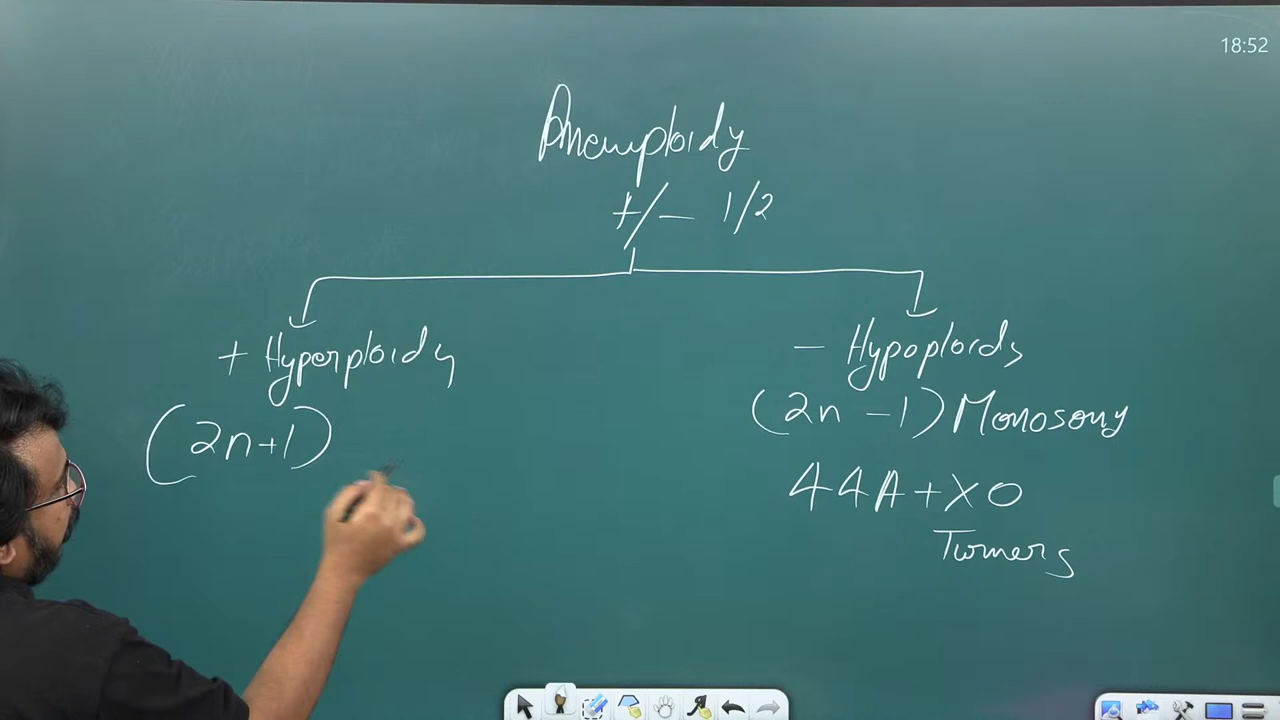 18:52
Aneuploidy
+/- 1/2
+ Hyperploidy
- Hypoploidy
(2n+1)
(2n -1) Monosomy
44A+XO
Turners